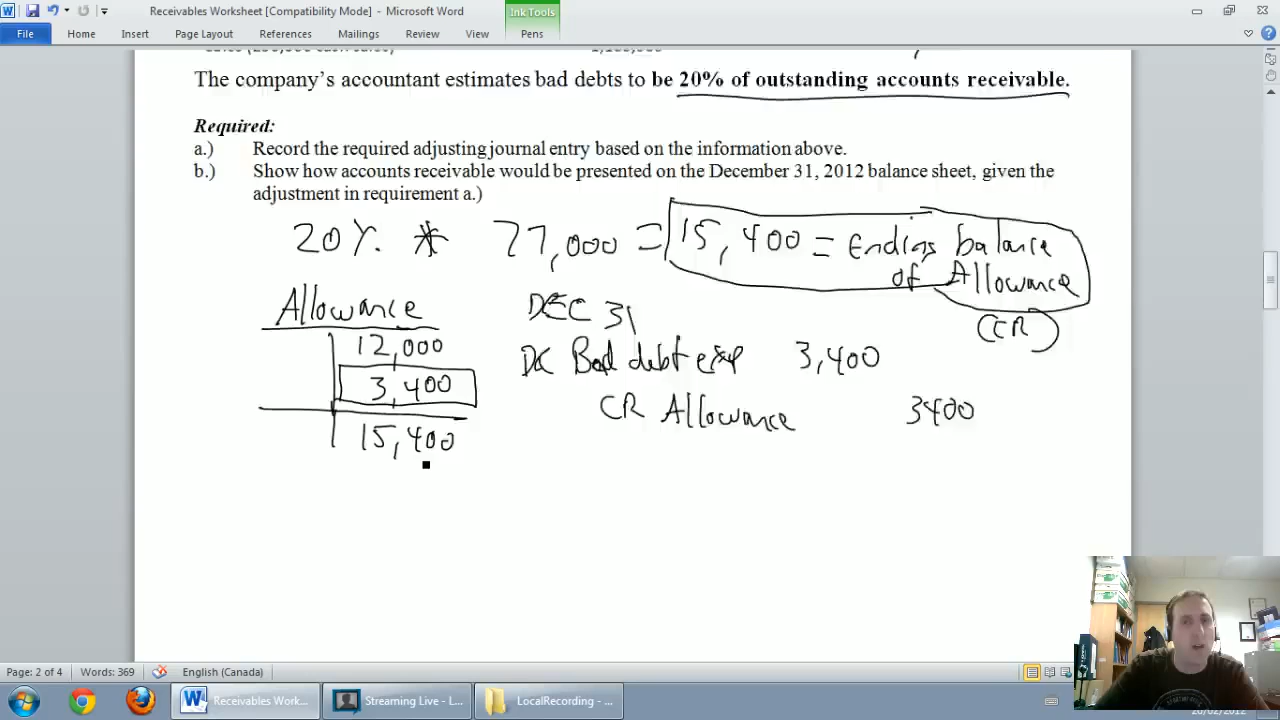 Receivables Worksheet [Compatibility Mode] - Microsoft Word
Ink Tools
File Home Insert Page Layout References Mailings Review View Pens
The company's accountant estimates bad debts to be 20% of outstanding accounts receivable.
Required:
a.) Record the required adjusting journal entry based on the information above.
b.) Show how accounts receivable would be presented on the December 31, 2012 balance sheet, given the
adjustment in requirement a.)
20% * 77,000 = 15,400 = Ending balance
of Allowance
(CR)
Allowance
12,000
3,400
15,400
DEC 31
DR Bad debt exp 3,400
CR Allowance 3400
Page: 2 of 4 Words: 369 English (Canada)
Receivables Work... Streaming Live - L... LocalRecording - ...
20/02/2012